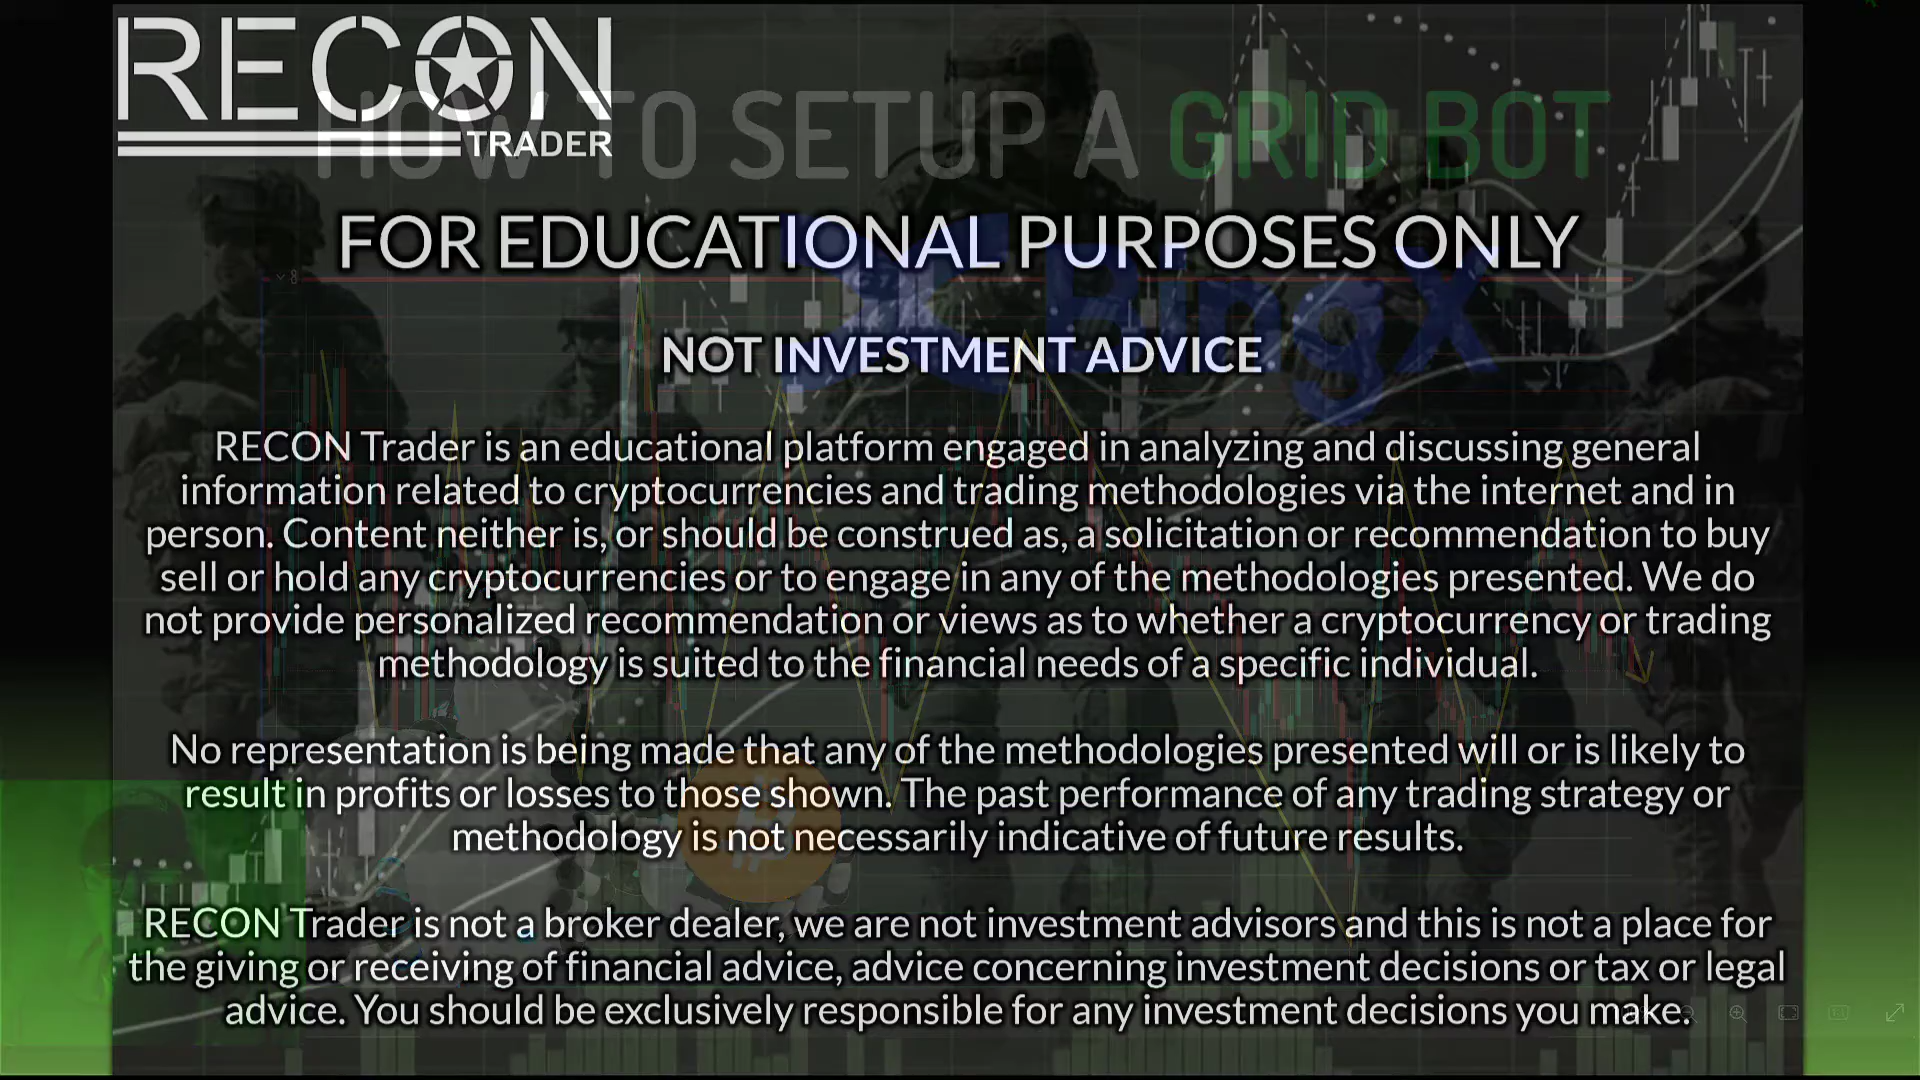 RECON
TRADER
HOW TO SETUP A GRID BOT
FOR EDUCATIONAL PURPOSES ONLY
BingX
NOT INVESTMENT ADVICE
RECON Trader is an educational platform engaged in analyzing and discussing general
information related to cryptocurrencies and trading methodologies via the internet and in
person. Content neither is, or should be construed as, a solicitation or recommendation to buy
sell or hold any cryptocurrencies or to engage in any of the methodologies presented. We do
not provide personalized recommendation or views as to whether a cryptocurrency or trading
methodology is suited to the financial needs of a specific individual.
No representation is being made that any of the methodologies presented will or is likely to
result in profits or losses to those shown. The past performance of any trading strategy or
methodology is not necessarily indicative of future results.
RECON Trader is not a broker dealer, we are not investment advisors and this is not a place for
the giving or receiving of financial advice, advice concerning investment decisions or tax or legal
advice. You should be exclusively responsible for any investment decisions you make.